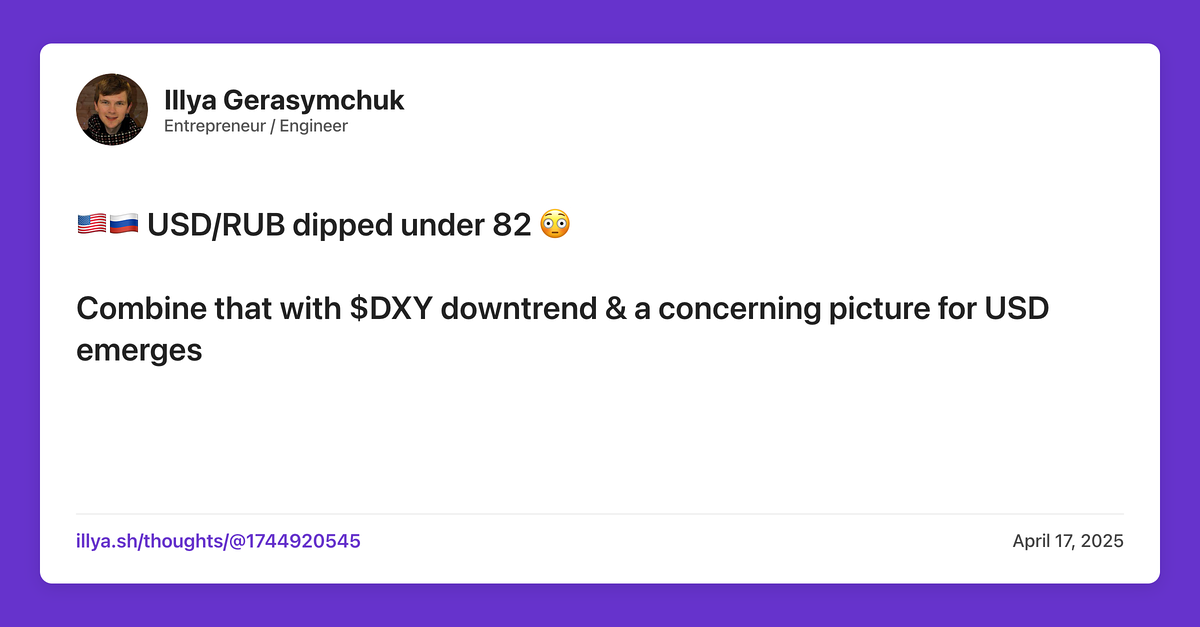 Illya Gerasymchuk
Entrepreneur / Engineer
🇺🇸🇷🇺 USD/RUB dipped under 82 😳
Combine that with $DXY downtrend & a concerning picture for USD
emerges
illya.sh/thoughts/@1744920545
April 17, 2025